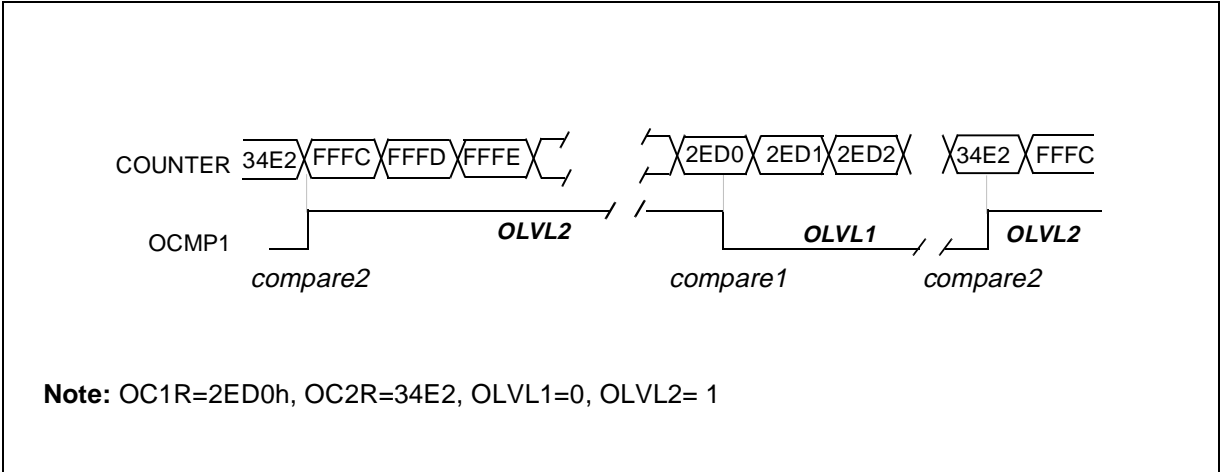 COUNTER 34E2 FFFC FFFD FFFE 2ED0 2ED1 2ED2 34E2 FFFC
OCMP1 OLVL2 OLVL1 OLVL2
compare2 compare1 compare2
Note: OC1R=2ED0h, OC2R=34E2, OLVL1=0, OLVL2= 1